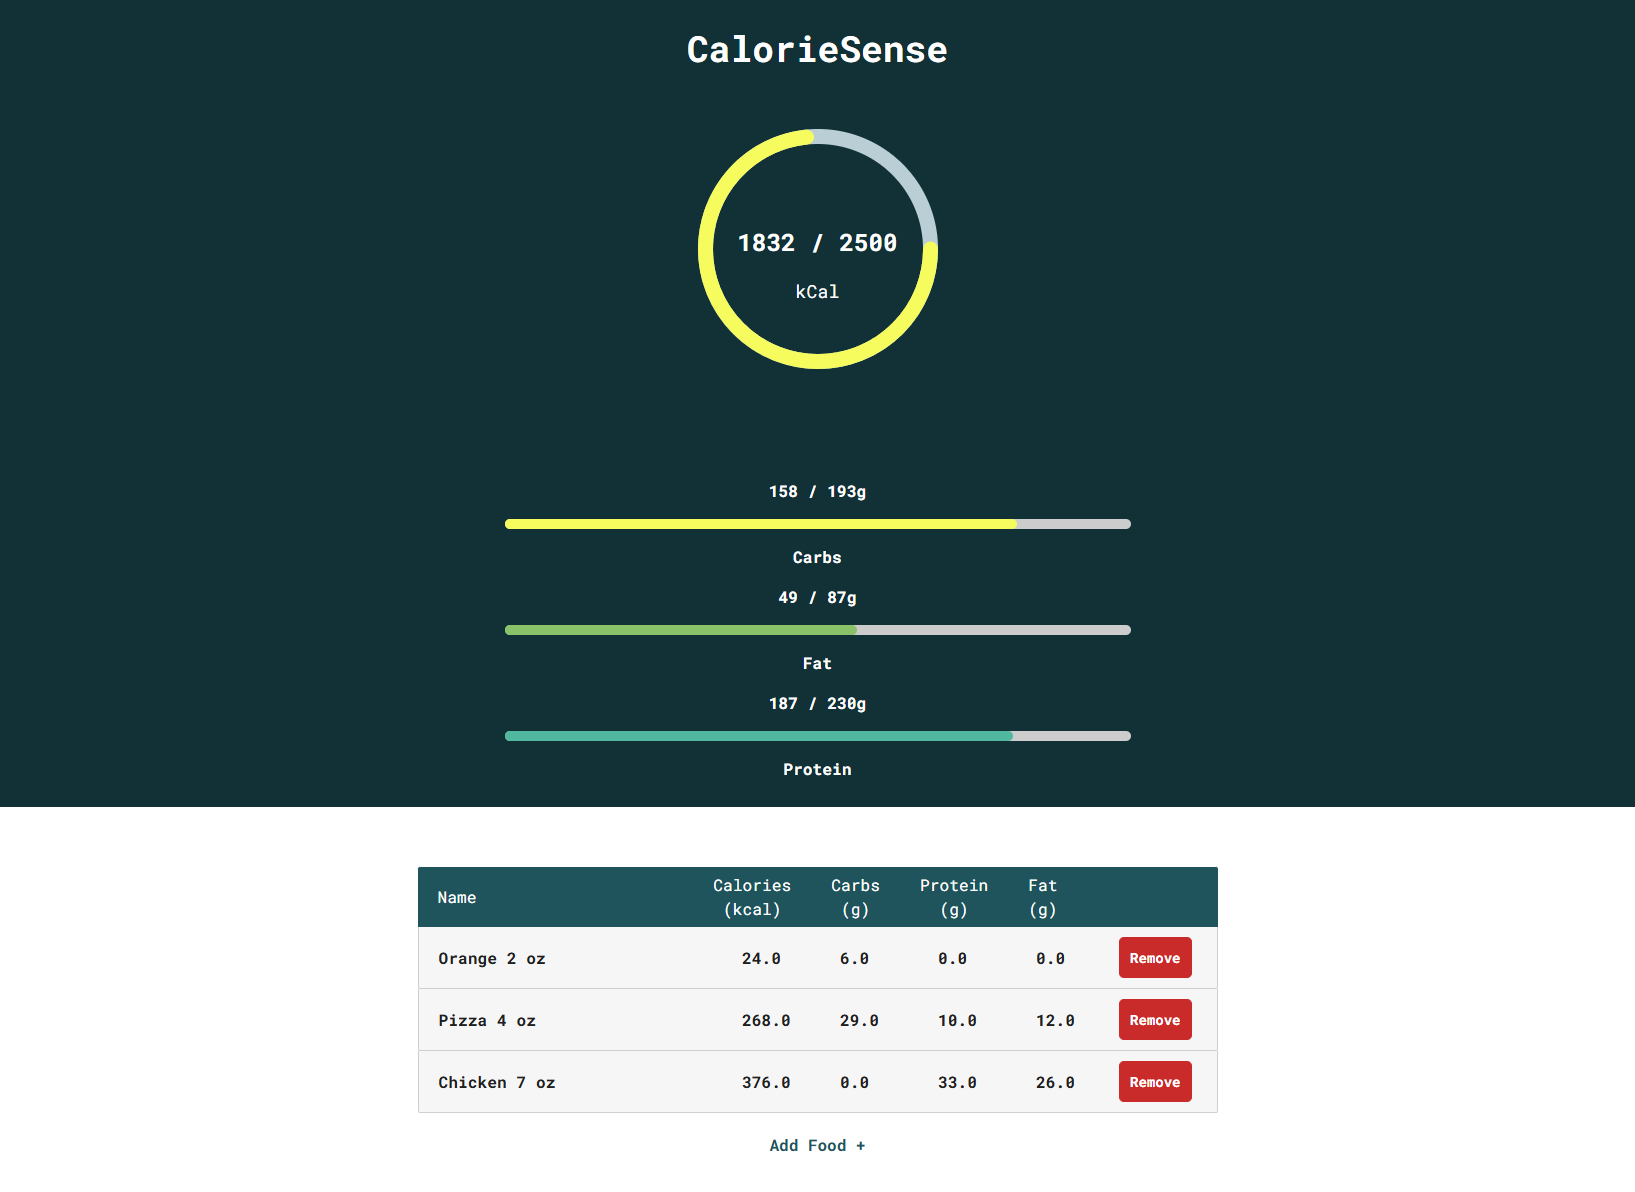 CalorieSense
1832 / 2500
kCal
158 / 193g
Carbs
49 / 87g
Fat
187 / 230g
Protein
Name Calories (kcal) Carbs (g) Protein (g) Fat (g)
Orange 2 oz 24.0 6.0 0.0 0.0 Remove
Pizza 4 oz 268.0 29.0 10.0 12.0 Remove
Chicken 7 oz 376.0 0.0 33.0 26.0 Remove
Add Food +